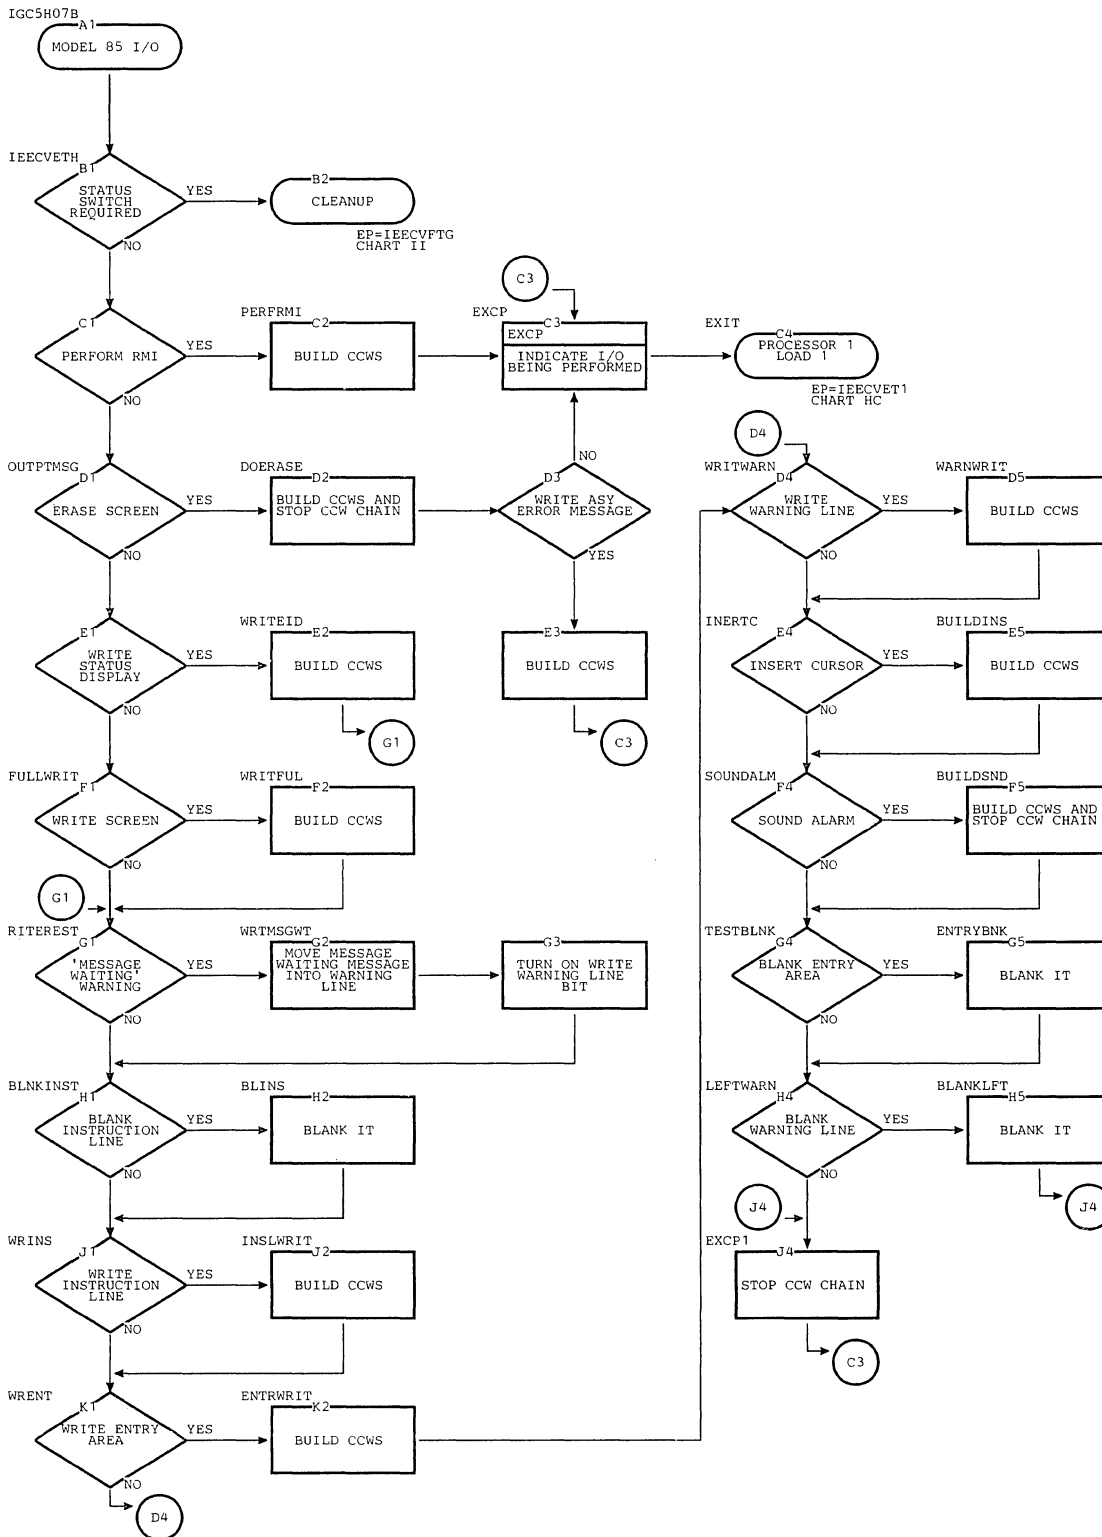 IGC5H07B
A1
MODEL 85 I/O
IEECVETH
B1
STATUS
SWITCH
REQUIRED
YES
NO
B2
CLEANUP
EP=IEECVFTG
CHART II
C3
C1
PERFORM RMI
YES
NO
PERFRMI
C2
BUILD CCWS
EXCP
C3
EXCP
INDICATE I/O
BEING PERFORMED
EXIT
C4
PROCESSOR 1
LOAD 1
EP=IEECVET1
CHART HC
OUTPTMSG
D1
ERASE SCREEN
YES
NO
DOERASE
D2
BUILD CCWS AND
STOP CCW CHAIN
NO
D3
WRITE ASY
ERROR MESSAGE
YES
D4
WRITWARN
D4
WRITE
WARNING LINE
YES
NO
WARNWRIT
D5
BUILD CCWS
E1
WRITE
STATUS
DISPLAY
YES
NO
WRITEID
E2
BUILD CCWS
G1
E3
BUILD CCWS
C3
INERTC
E4
INSERT CURSOR
YES
NO
BUILDINS
E5
BUILD CCWS
FULLWRIT
F1
WRITE SCREEN
YES
NO
WRITFUL
F2
BUILD CCWS
SOUNDALM
F4
SOUND ALARM
YES
NO
BUILDSND
F5
BUILD CCWS AND
STOP CCW CHAIN
G1
RITEREST
G1
'MESSAGE
WAITING'
WARNING
YES
NO
WRTMSGWT
G2
MOVE MESSAGE
WAITING MESSAGE
INTO WARNING
LINE
G3
TURN ON WRITE
WARNING LINE
BIT
TESTBLNK
G4
BLANK ENTRY
AREA
YES
NO
ENTRYBNK
G5
BLANK IT
BLNKINST
H1
BLANK
INSTRUCTION
LINE
YES
NO
BLINS
H2
BLANK IT
LEFTWARN
H4
BLANK
WARNING LINE
YES
NO
BLANKLFT
H5
BLANK IT
J4
J4
WRINS
J1
WRITE
INSTRUCTION
LINE
YES
NO
INSLWRIT
J2
BUILD CCWS
EXCP1
J4
STOP CCW CHAIN
C3
WRENT
K1
WRITE ENTRY
AREA
YES
NO
ENTRWRIT
K2
BUILD CCWS
D4